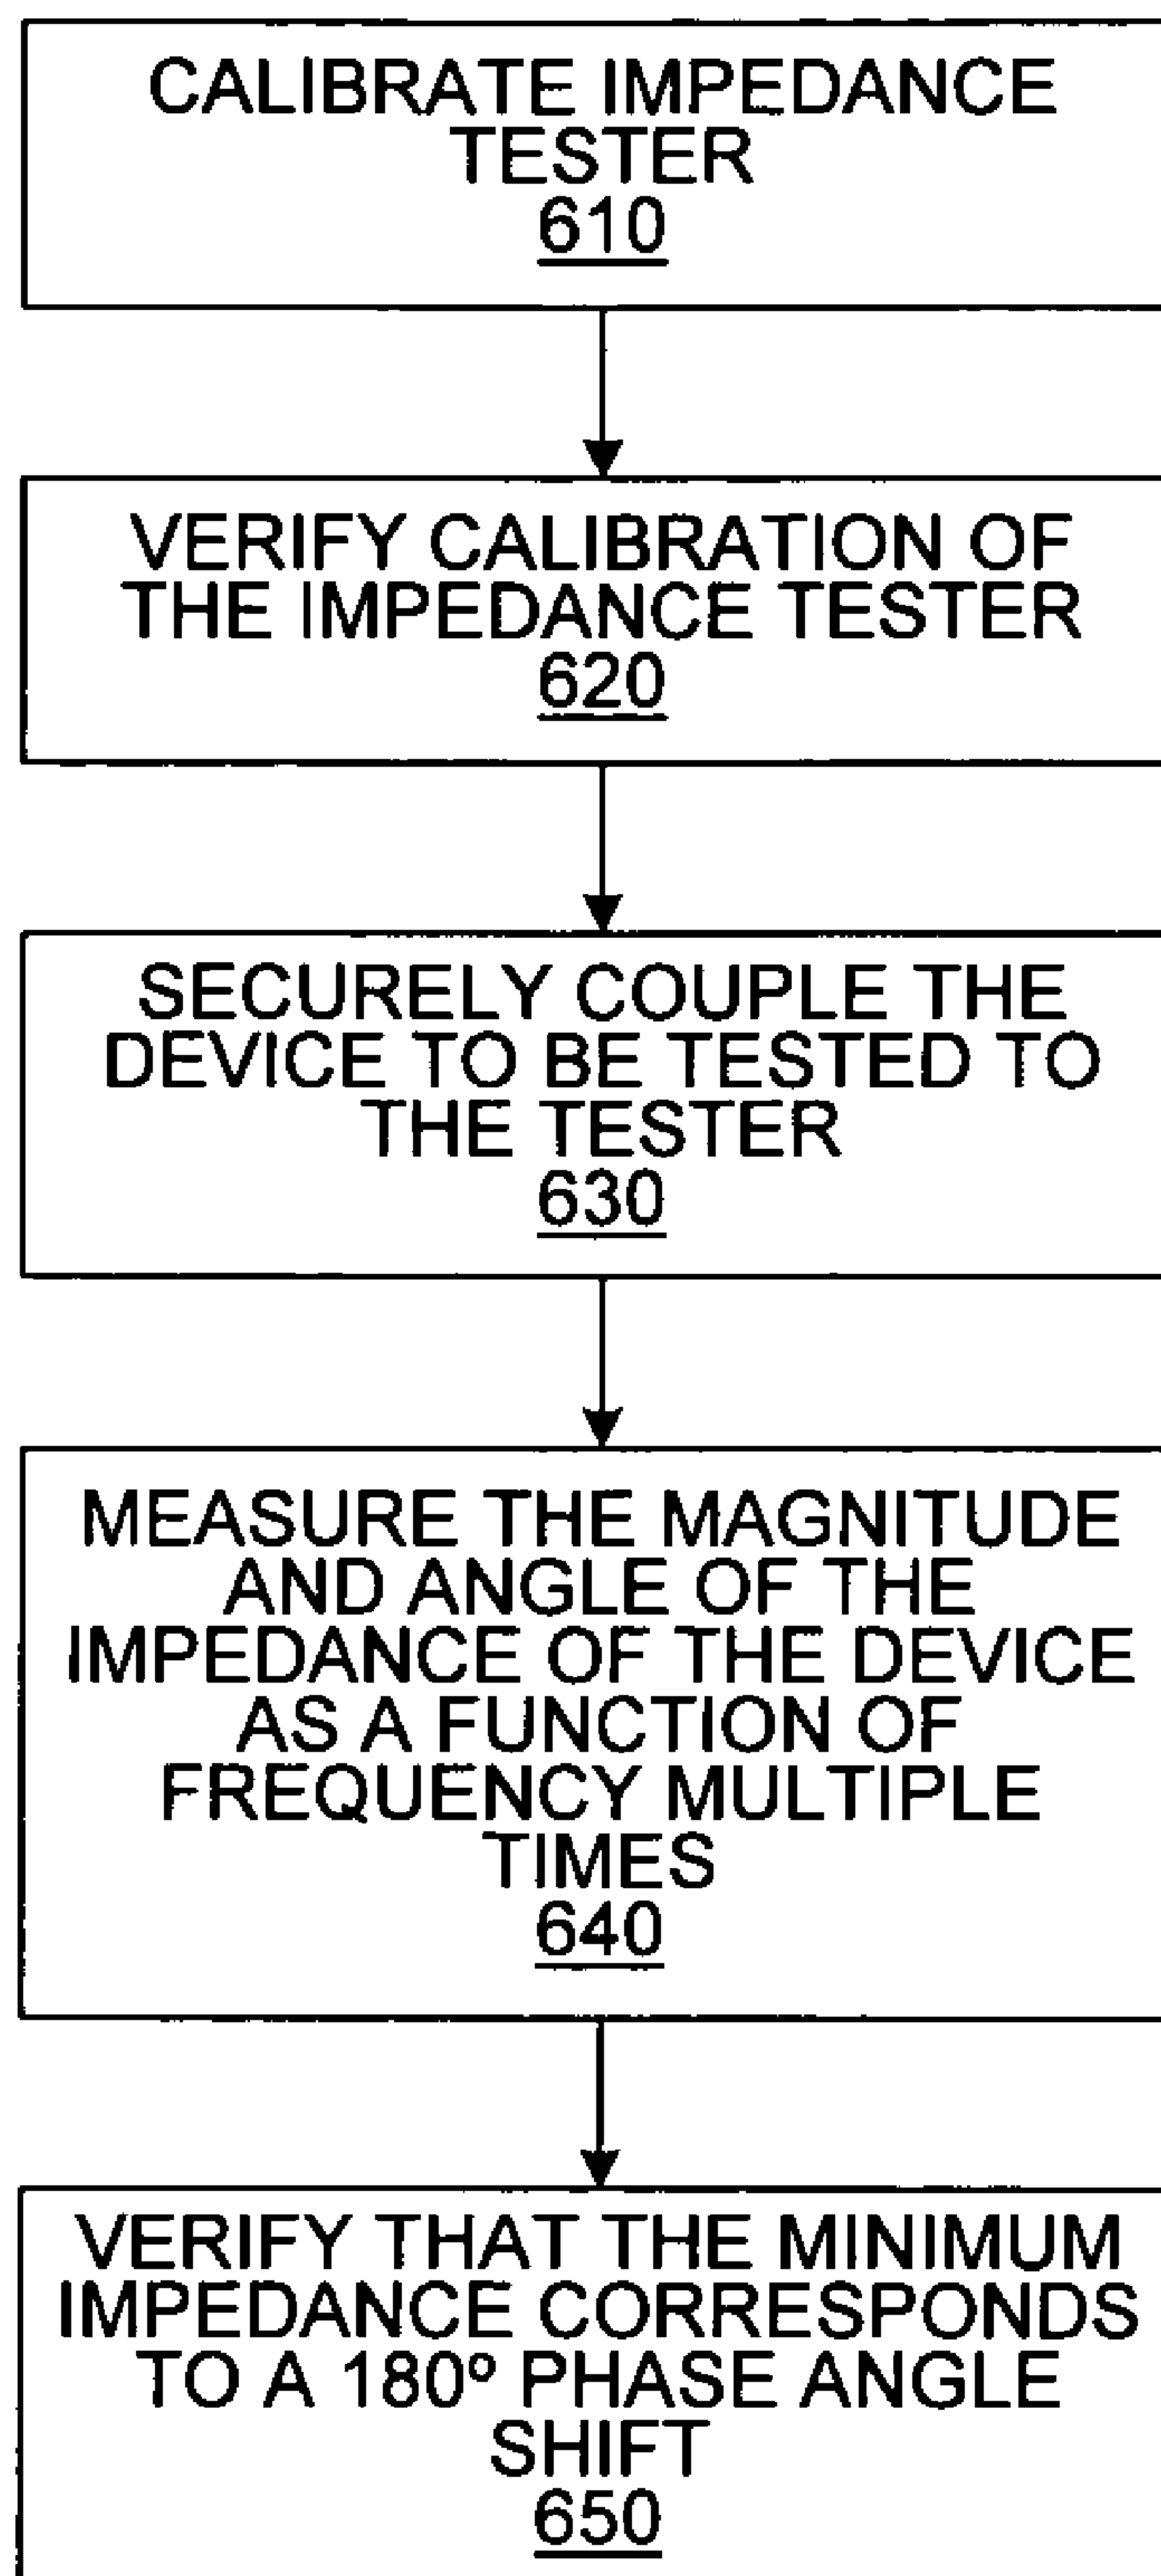 CALIBRATE IMPEDANCE
TESTER
610
VERIFY CALIBRATION OF
THE IMPEDANCE TESTER
620
SECURELY COUPLE THE
DEVICE TO BE TESTED TO
THE TESTER
630
MEASURE THE MAGNITUDE
AND ANGLE OF THE
IMPEDANCE OF THE DEVICE
AS A FUNCTION OF
FREQUENCY MULTIPLE
TIMES
640
VERIFY THAT THE MINIMUM
IMPEDANCE CORRESPONDS
TO A 180º PHASE ANGLE
SHIFT
650